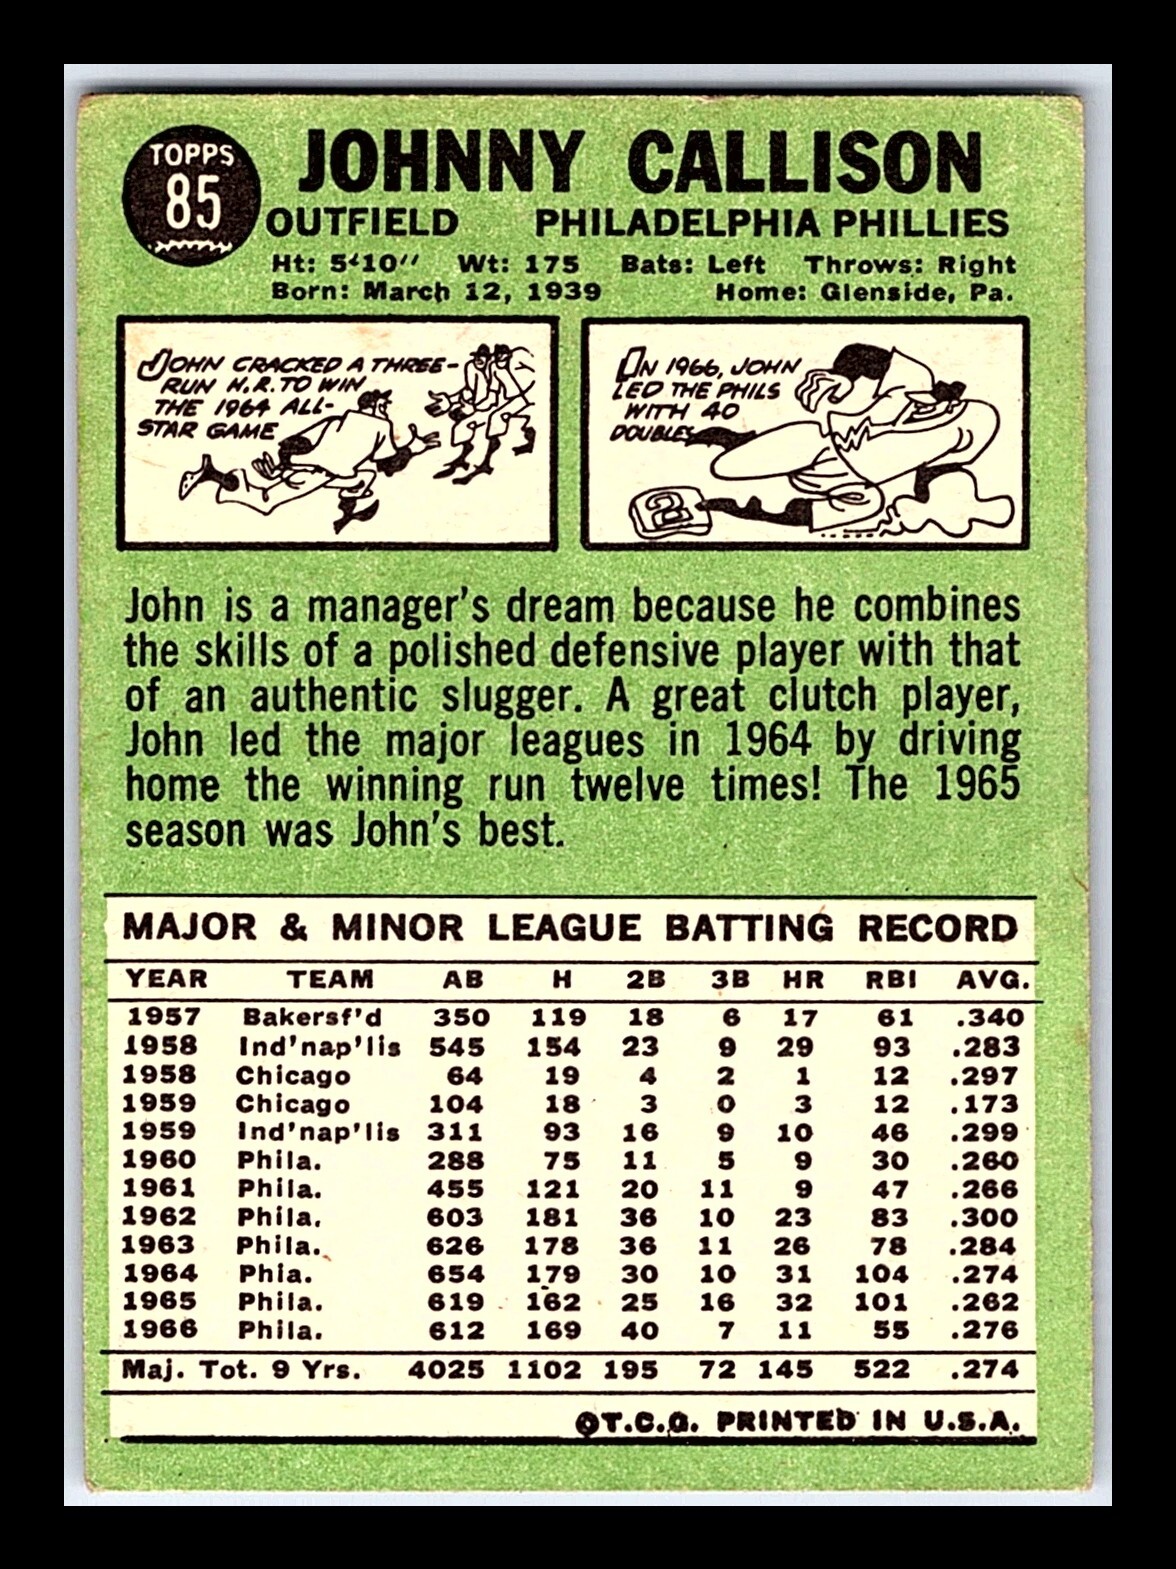 TOPPS
85
JOHNNY CALLISON
OUTFIELD PHILADELPHIA PHILLIES
Ht: 5'10" Wt: 175 Bats: Left Throws: Right
Born: March 12, 1939 Home: Glenside, Pa.
JOHN CRACKED A THREE-
RUN H.R. TO WIN
THE 1964 ALL-
STAR GAME
IN 1966, JOHN
LED THE PHILS
WITH 40
DOUBLES
2
John is a manager's dream because he combines
the skills of a polished defensive player with that
of an authentic slugger. A great clutch player,
John led the major leagues in 1964 by driving
home the winning run twelve times! The 1965
season was John's best.
MAJOR & MINOR LEAGUE BATTING RECORD
YEAR TEAM AB H 2B 3B HR RBI AVG.
1957 Bakersf'd 350 119 18 6 17 61 .340
1958 Ind'nap'lis 545 154 23 9 29 93 .283
1958 Chicago 64 19 4 2 1 12 .297
1959 Chicago 104 18 3 0 3 12 .173
1959 Ind'nap'lis 311 93 16 9 10 46 .299
1960 Phila. 288 75 11 5 9 30 .260
1961 Phila. 455 121 20 11 9 47 .266
1962 Phila. 603 181 36 10 23 83 .300
1963 Phila. 626 178 36 11 26 78 .284
1964 Phia. 654 179 30 10 31 104 .274
1965 Phila. 619 162 25 16 32 101 .262
1966 Phila. 612 169 40 7 11 55 .276
Maj. Tot. 9 Yrs. 4025 1102 195 72 145 522 .274
©T.C.G. PRINTED IN U.S.A.